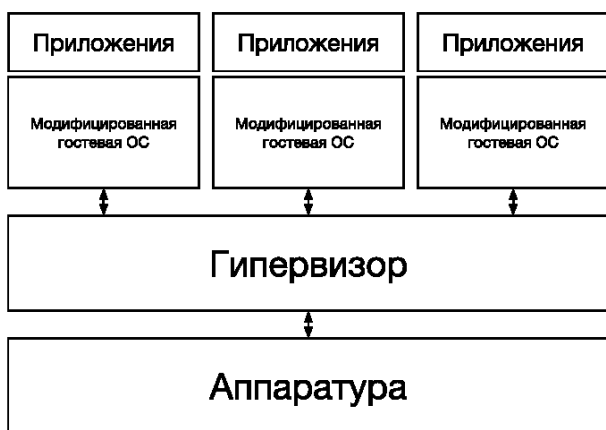 Приложения
Приложения
Приложения
Модифицированная
гостевая ОС
Модифицированная
гостевая ОС
Модифицированная
гостевая ОС
Гипервизор
Аппаратура